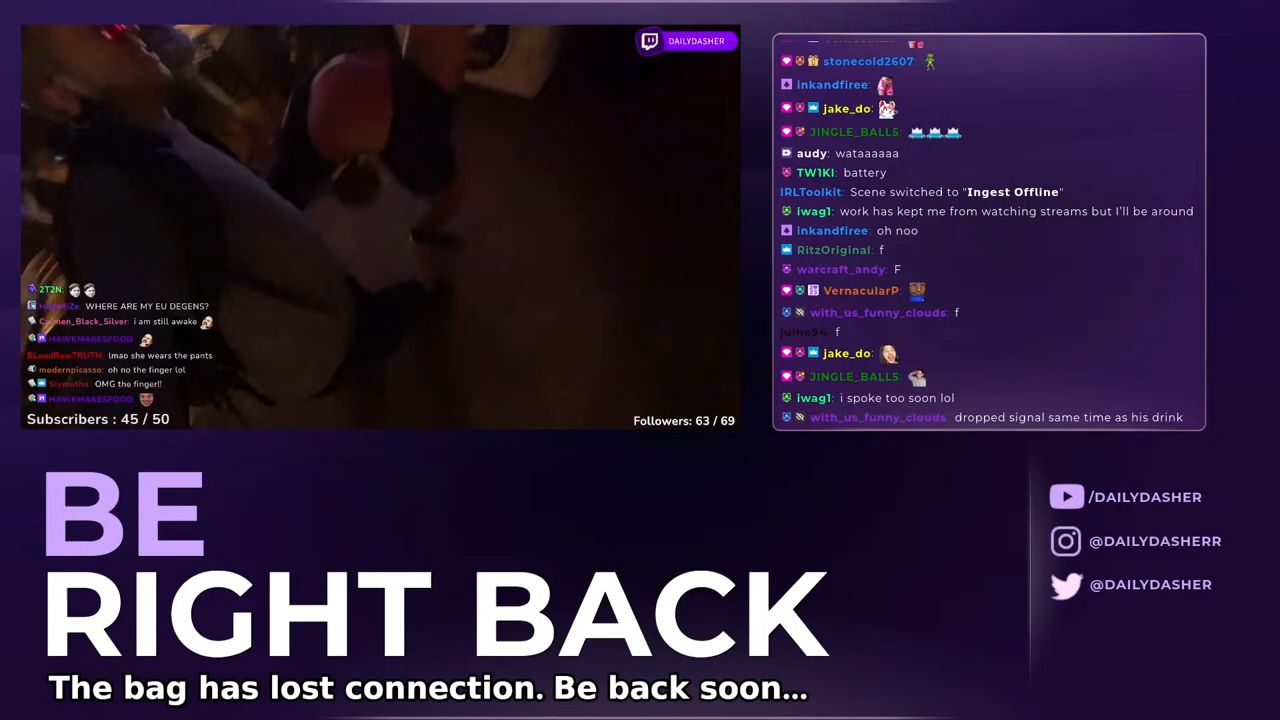 DAILYDASHER
2T2N:
WHERE ARE MY EU DEGENS?
Carmen_Black_Silver: i am still awake
HAWKMAKESFOOD
BLoodRawTRUTH lmao she wears the pants
modernpicasso: oh no the finger lol
OMG the finger!!
HAWKMAKESFOOD
Subscribers : 45 / 50
Followers: 63 / 69
stonecold2607:
inkandfiree:
jake_do:
JINGLE_BALL5:
audy: wataaaaaa
TW1KI: battery
IRLToolkit: Scene switched to "Ingest Offline"
iwag1: work has kept me from watching streams but I'll be around
inkandfiree: oh noo
RitzOriginal: f
warcraft_andy: F
VernacularP:
with_us_funny_clouds: f
julho94: f
jake_do:
JINGLE_BALL5:
iwag1: i spoke too soon lol
with_us_funny_clouds: dropped signal same time as his drink
BE
RIGHT BACK
The bag has lost connection. Be back soon...
/DAILYDASHER
@DAILYDASHERR
@DAILYDASHER